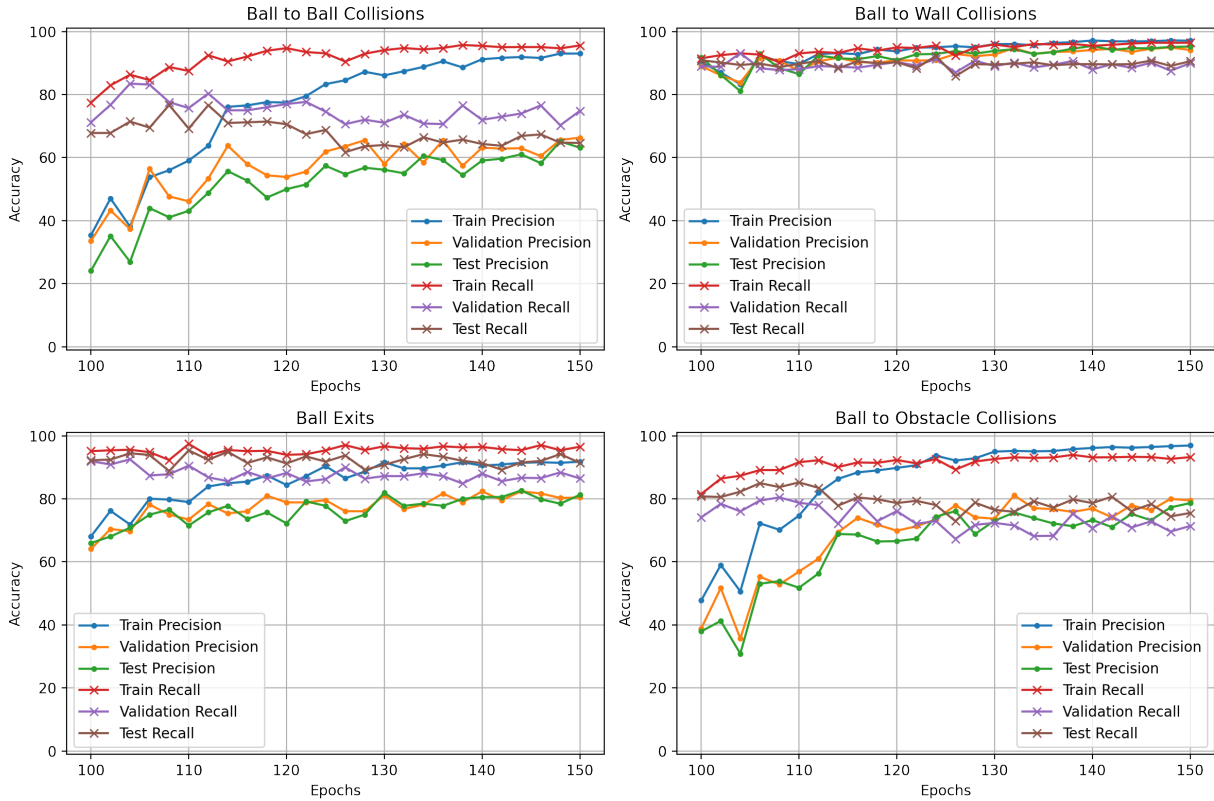 Ball to Ball Collisions
100
80
60
40
20
0
Accuracy
100 110 120 130 140 150
Epochs
Train Precision
Validation Precision
Test Precision
Train Recall
Validation Recall
Test Recall
Ball to Wall Collisions
100
80
60
40
20
0
Accuracy
100 110 120 130 140 150
Epochs
Train Precision
Validation Precision
Test Precision
Train Recall
Validation Recall
Test Recall
Ball Exits
100
80
60
40
20
0
Accuracy
100 110 120 130 140 150
Epochs
Train Precision
Validation Precision
Test Precision
Train Recall
Validation Recall
Test Recall
Ball to Obstacle Collisions
100
80
60
40
20
0
Accuracy
100 110 120 130 140 150
Epochs
Train Precision
Validation Precision
Test Precision
Train Recall
Validation Recall
Test Recall